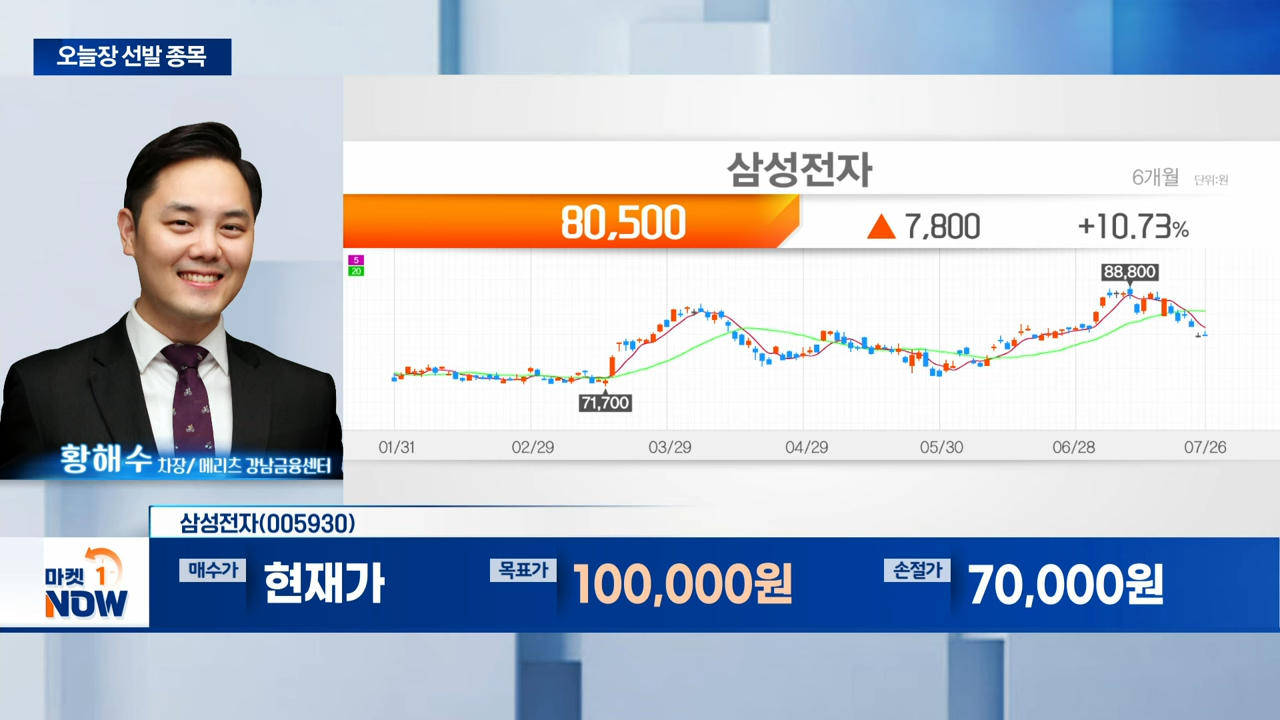 오늘장 선발 종목
삼성전자
6개월 단위:원
80,500
▲ 7,800
+10.73%
5
20
88,800
71,700
01/31 02/29 03/29 04/29 05/30 06/28 07/26
황해수 차장/ 메리츠 강남금융센터
삼성전자(005930)
마켓 1
NOW
매수가 현재가 목표가 100,000원 손절가 70,000원